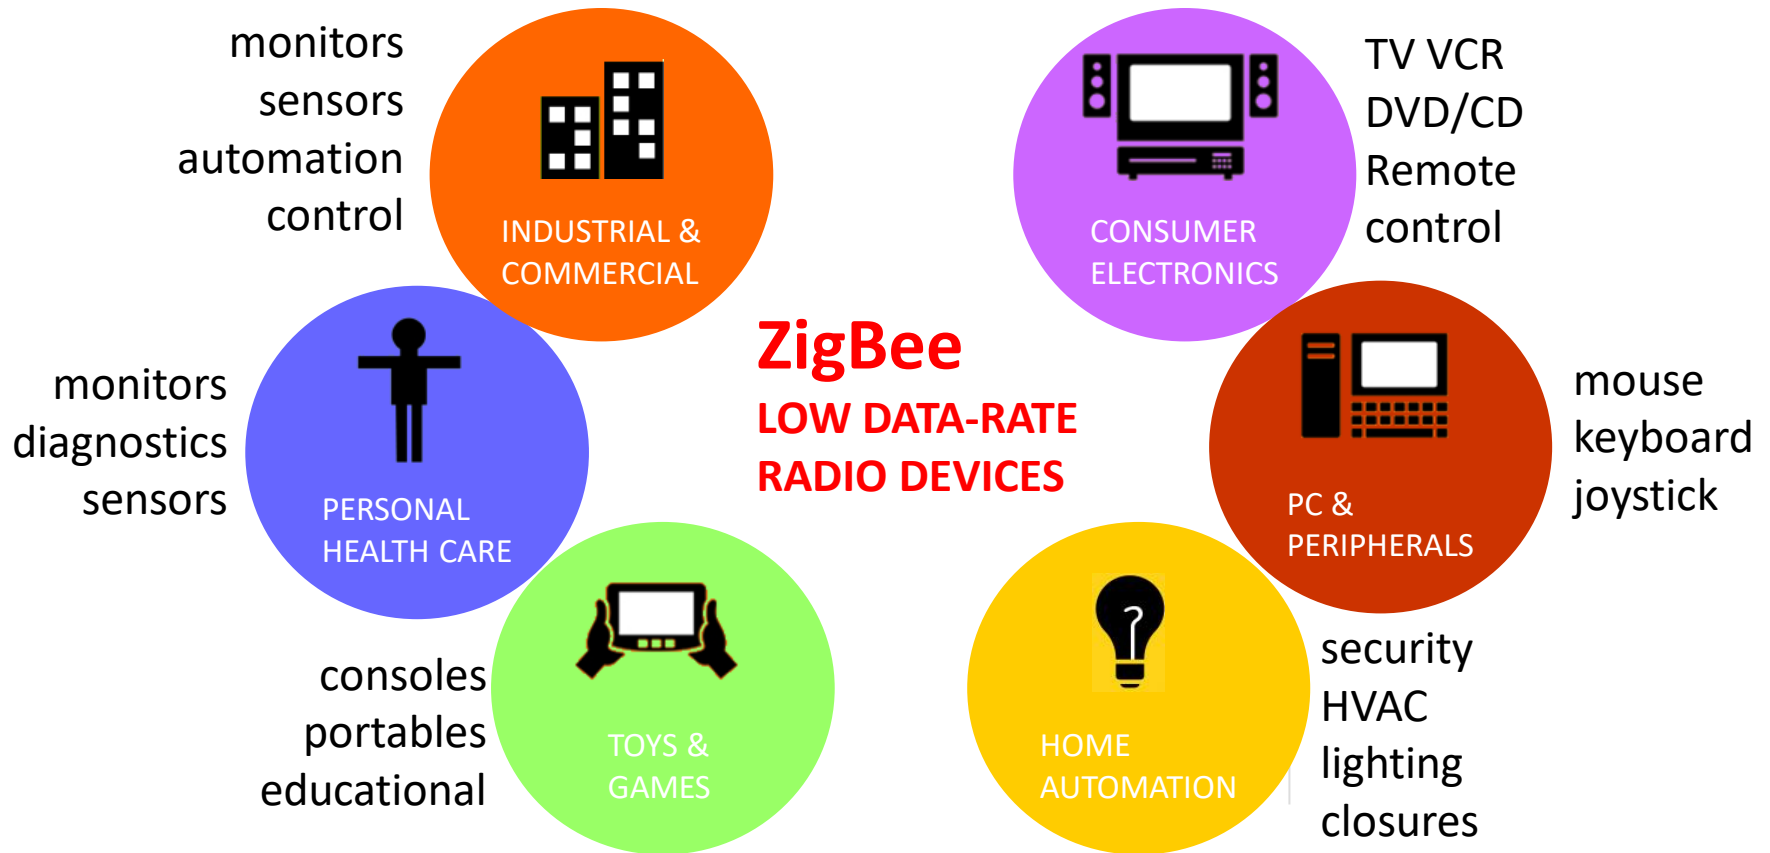 monitors
sensors
automation
control
INDUSTRIAL &
COMMERCIAL
CONSUMER
ELECTRONICS
TV VCR
DVD/CD
Remote
control
monitors
diagnostics
sensors
PERSONAL
HEALTH CARE
ZigBee
LOW DATA-RATE
RADIO DEVICES
PC &
PERIPHERALS
mouse
keyboard
joystick
consoles
portables
educational
TOYS &
GAMES
?
HOME
AUTOMATION
security
HVAC
lighting
closures